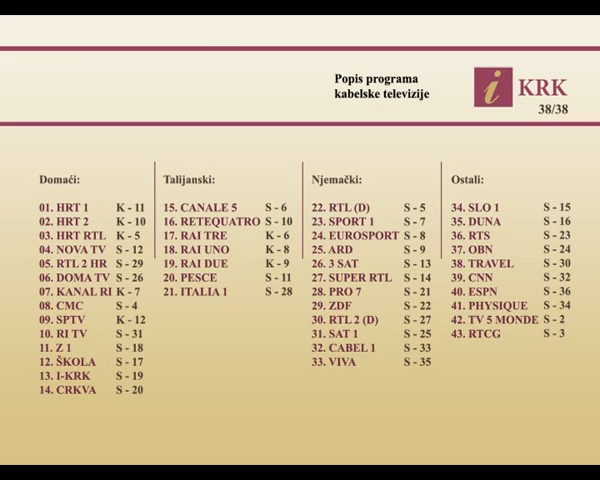 Popis programa
kabelske televizije
i KRK
38/38
Domaći:
01. HRT 1 K - 11
02. HRT 2 K - 10
03. HRT RTL K - 5
04. NOVA TV S - 12
05. RTL 2 HR S - 29
06. DOMA TV S - 26
07. KANAL RI K - 7
08. CMC S - 4
09. SPTV K - 12
10. RI TV S - 31
11. Z 1 S - 18
12. ŠKOLA S - 17
13. I-KRK S - 19
14. CRKVA S - 20
Talijanski:
15. CANALE 5 S - 6
16. RETEQUATRO S - 10
17. RAI TRE K - 6
18. RAI UNO K - 8
19. RAI DUE K - 9
20. PESCE S - 11
21. ITALIA 1 S - 28
Njemački:
22. RTL (D) S - 5
23. SPORT 1 S - 7
24. EUROSPORT S - 8
25. ARD S - 9
26. 3 SAT S - 13
27. SUPER RTL S - 14
28. PRO 7 S - 21
29. ZDF S - 22
30. RTL 2 (D) S - 27
31. SAT 1 S - 25
32. CABEL 1 S - 33
33. VIVA S - 35
Ostali:
34. SLO 1 S - 15
35. DUNA S - 16
36. RTS S - 23
37. OBN S - 24
38. TRAVEL S - 30
39. CNN S - 32
40. ESPN S - 36
41. PHYSIQUE S - 34
42. TV 5 MONDE S - 2
43. RTCG S - 3